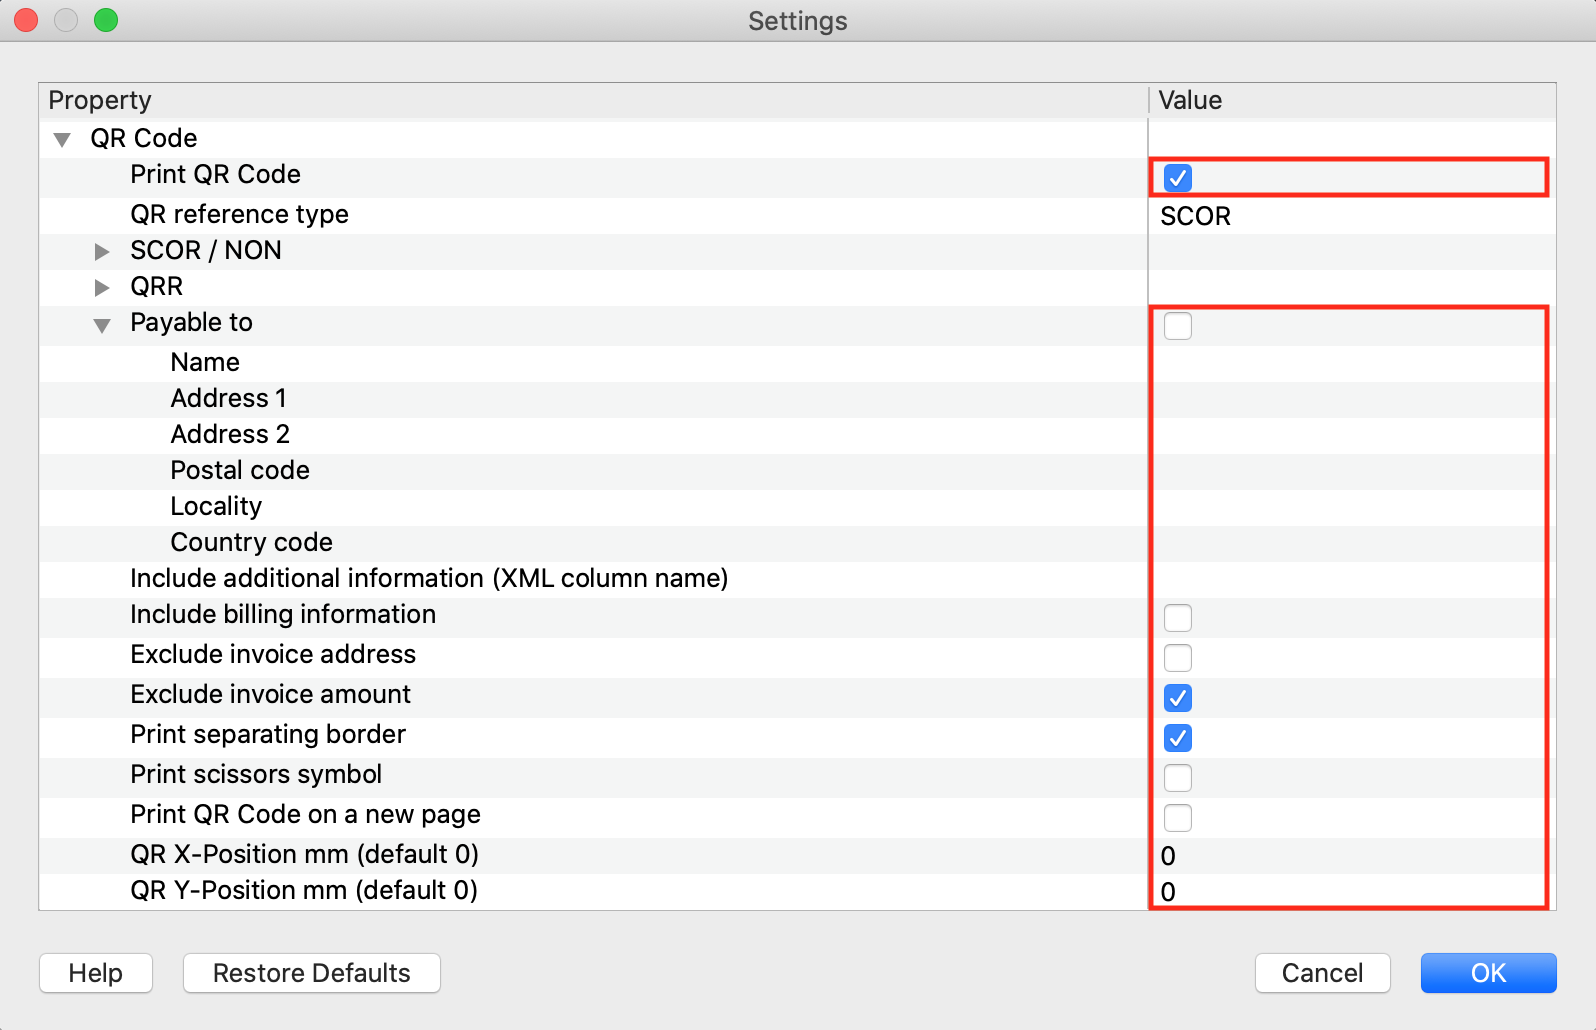 Settings
Property Value
QR Code
Print QR Code
QR reference type SCOR
SCOR / NON
QRR
Payable to
Name
Address 1
Address 2
Postal code
Locality
Country code
Include additional information (XML column name)
Include billing information
Exclude invoice address
Exclude invoice amount
Print separating border
Print scissors symbol
Print QR Code on a new page
QR X-Position mm (default 0) 0
QR Y-Position mm (default 0) 0
Help Restore Defaults Cancel OK